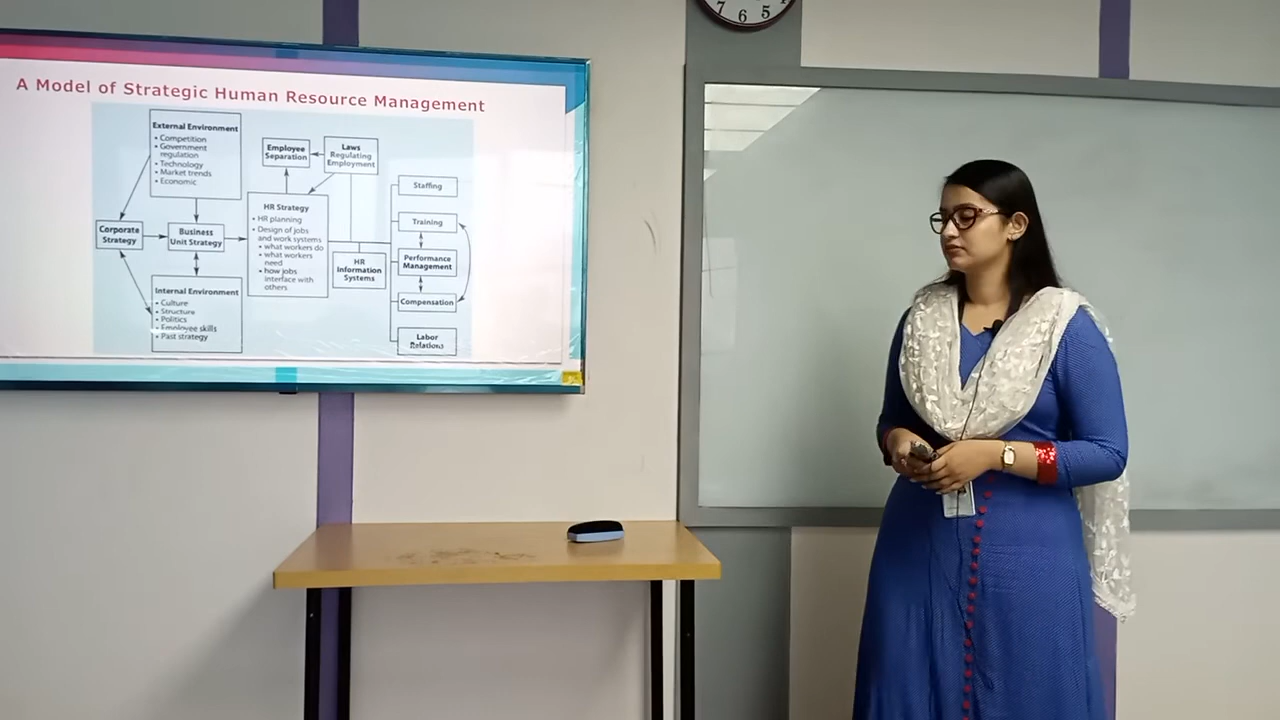 7 6 5
A Model of Strategic Human Resource Management
External Environment
• Competition
• Government
regulation
• Technology
• Market trends
• Economic
Corporate
Strategy
Business
Unit Strategy
Internal Environment
• Culture
• Structure
• Politics
• Employee skills
• Past strategy
Employee
Separation
Laws
Regulating
Employment
HR Strategy
• HR planning
• Design of jobs
and work systems
• what workers do
• what workers
need
• how jobs
interface with
others
HR
Information
Systems
Staffing
Training
Performance
Management
Compensation
Labor
Relations